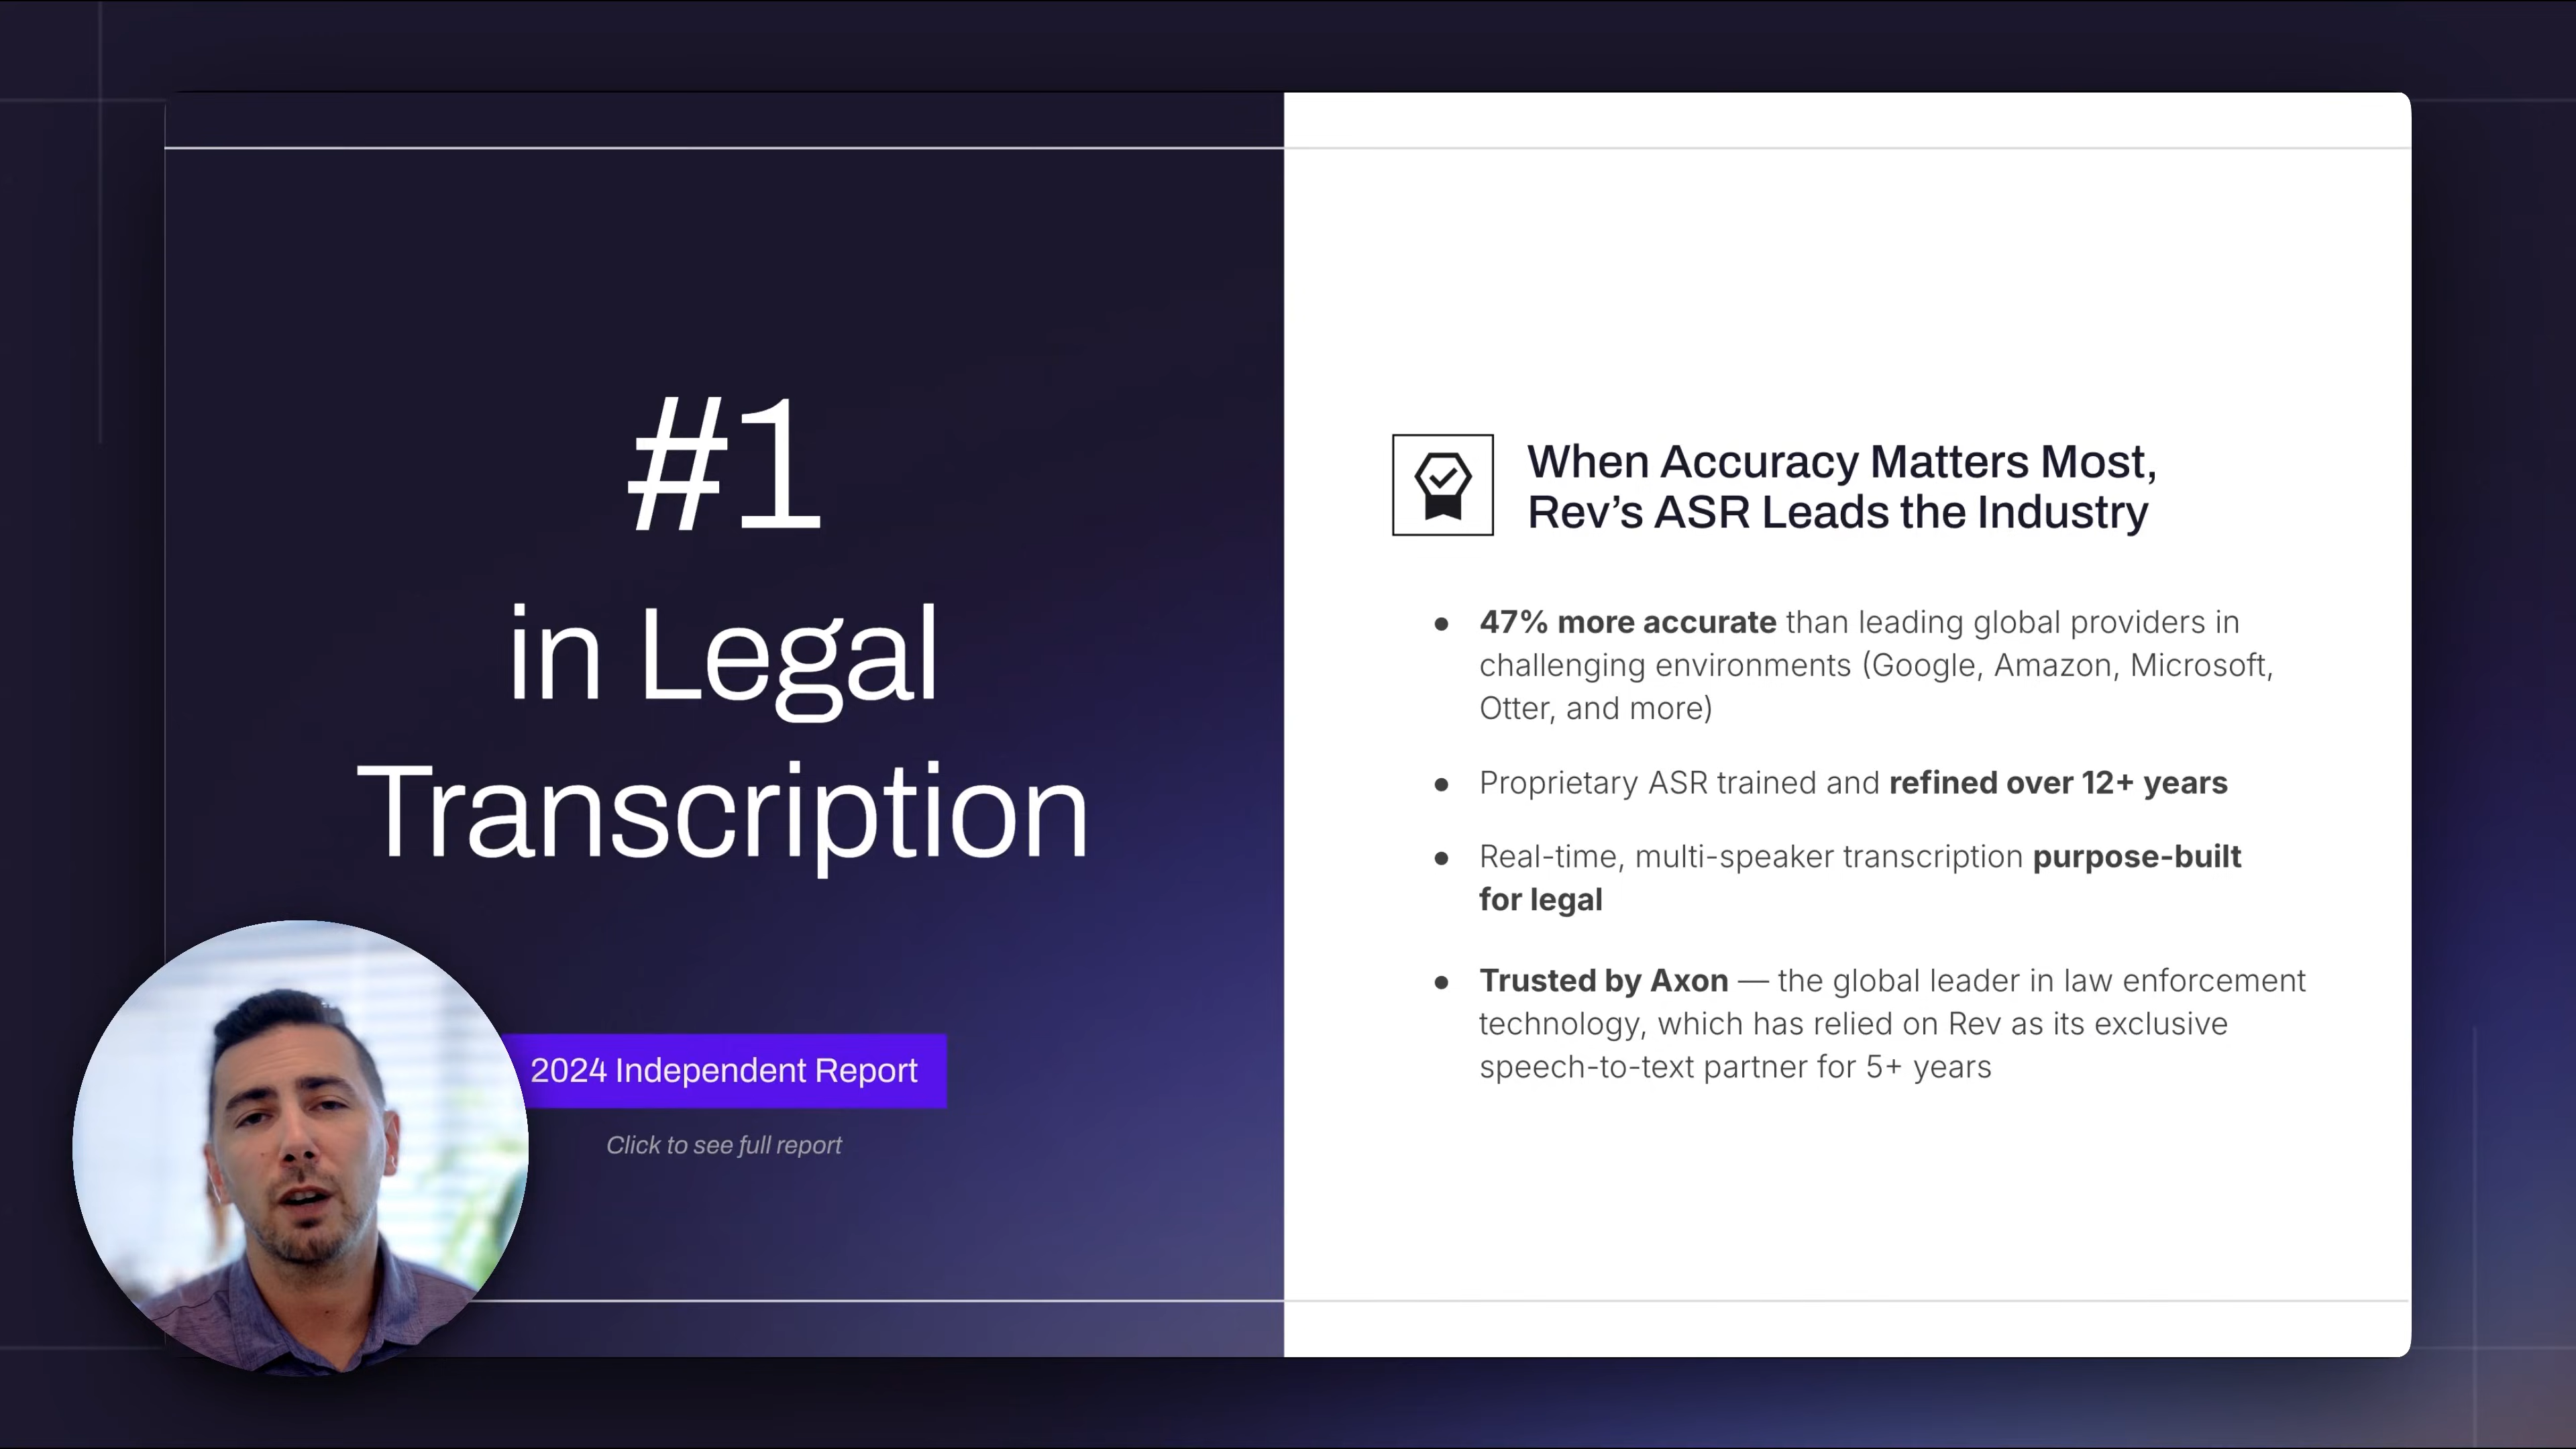 #1
in Legal
Transcription
2024 Independent Report
Click to see full report
When Accuracy Matters Most,
Rev’s ASR Leads the Industry
● 47% more accurate than leading global providers in
challenging environments (Google, Amazon, Microsoft,
Otter, and more)
● Proprietary ASR trained and refined over 12+ years
● Real-time, multi-speaker transcription purpose-built
for legal
● Trusted by Axon — the global leader in law enforcement
technology, which has relied on Rev as its exclusive
speech-to-text partner for 5+ years